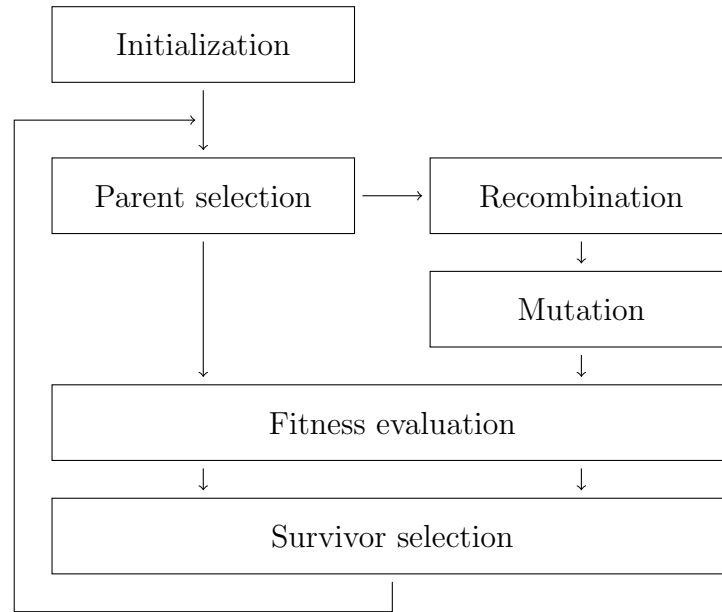 Initialization
Parent selection
Recombination
Mutation
Fitness evaluation
Survivor selection